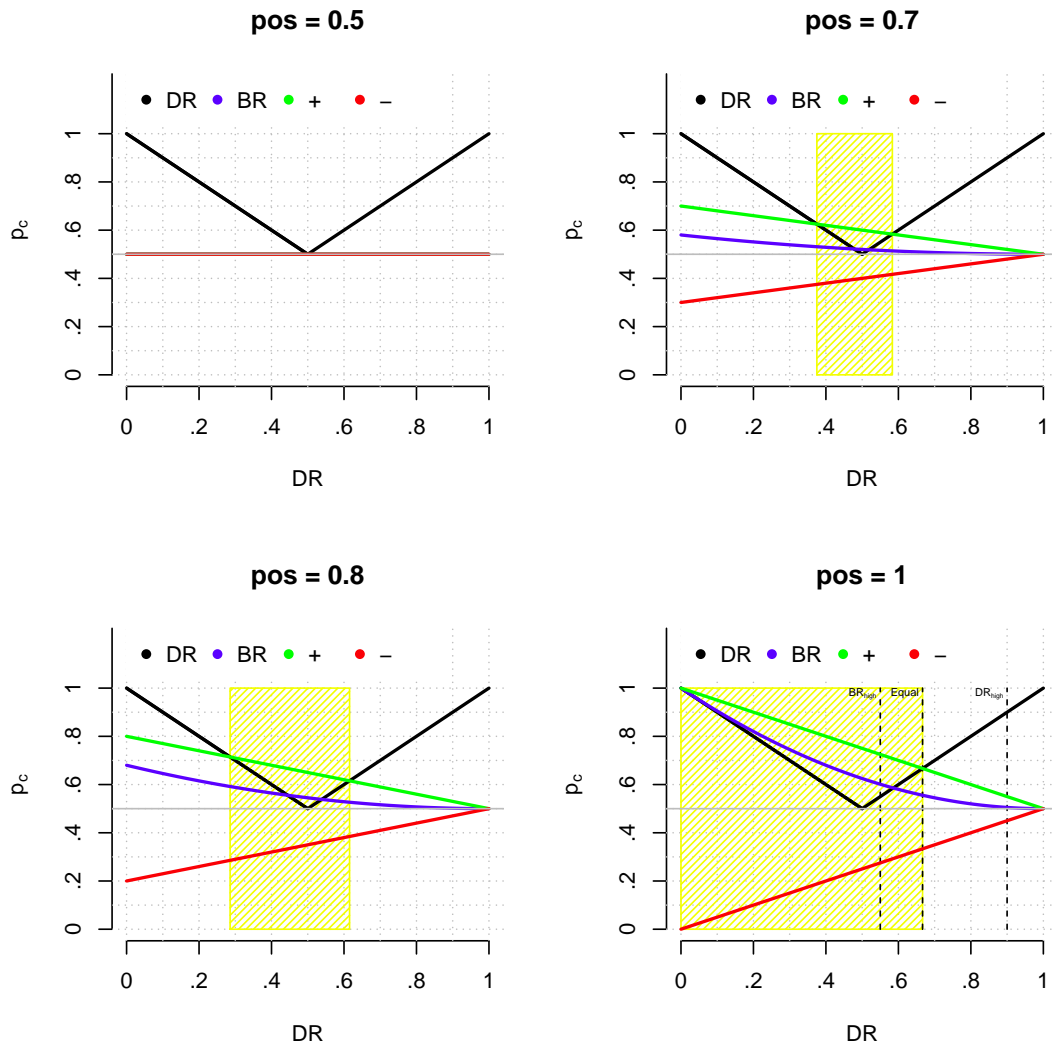 pos = 0.5
DR BR + –
1
.8
.6
.4
.2
0
p_c
0 .2 .4 .6 .8 1
DR
pos = 0.7
DR BR + –
1
.8
.6
.4
.2
0
p_c
0 .2 .4 .6 .8 1
DR
pos = 0.8
DR BR + –
1
.8
.6
.4
.2
0
p_c
0 .2 .4 .6 .8 1
DR
pos = 1
DR BR + –
BR_high Equal DR_high
1
.8
.6
.4
.2
0
p_c
0 .2 .4 .6 .8 1
DR